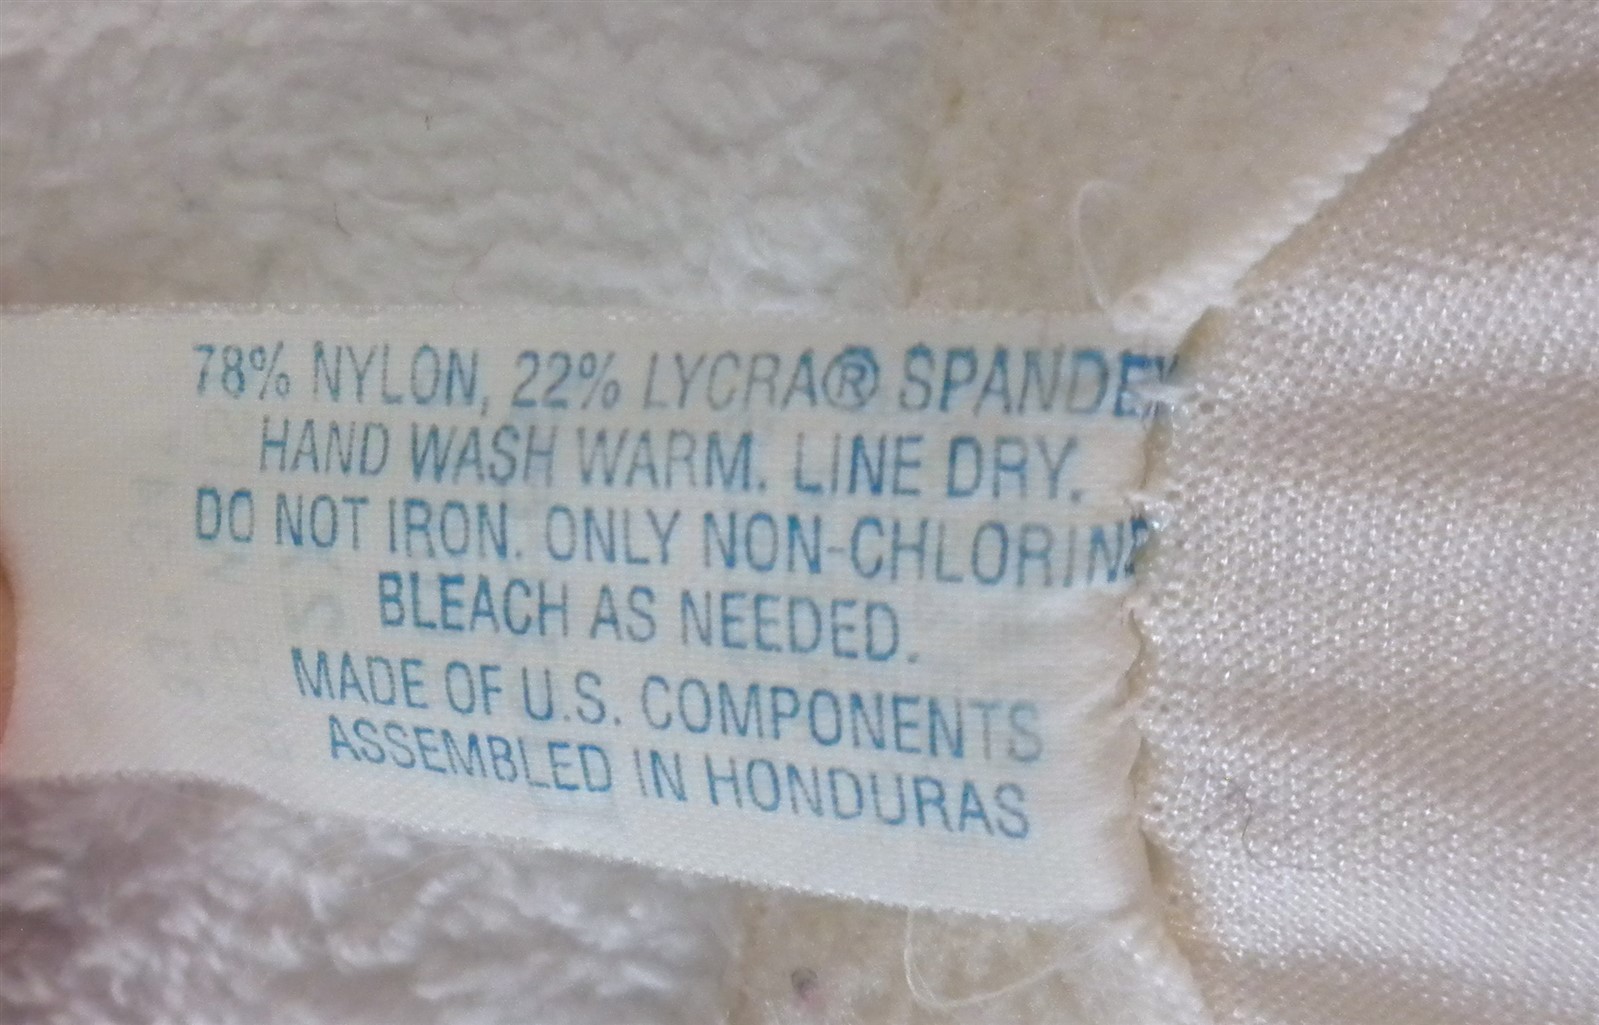 78% NYLON, 22% LYCRA® SPANDEX
HAND WASH WARM. LINE DRY.
DO NOT IRON. ONLY NON-CHLORINE
BLEACH AS NEEDED.
MADE OF U.S. COMPONENTS
ASSEMBLED IN HONDURAS